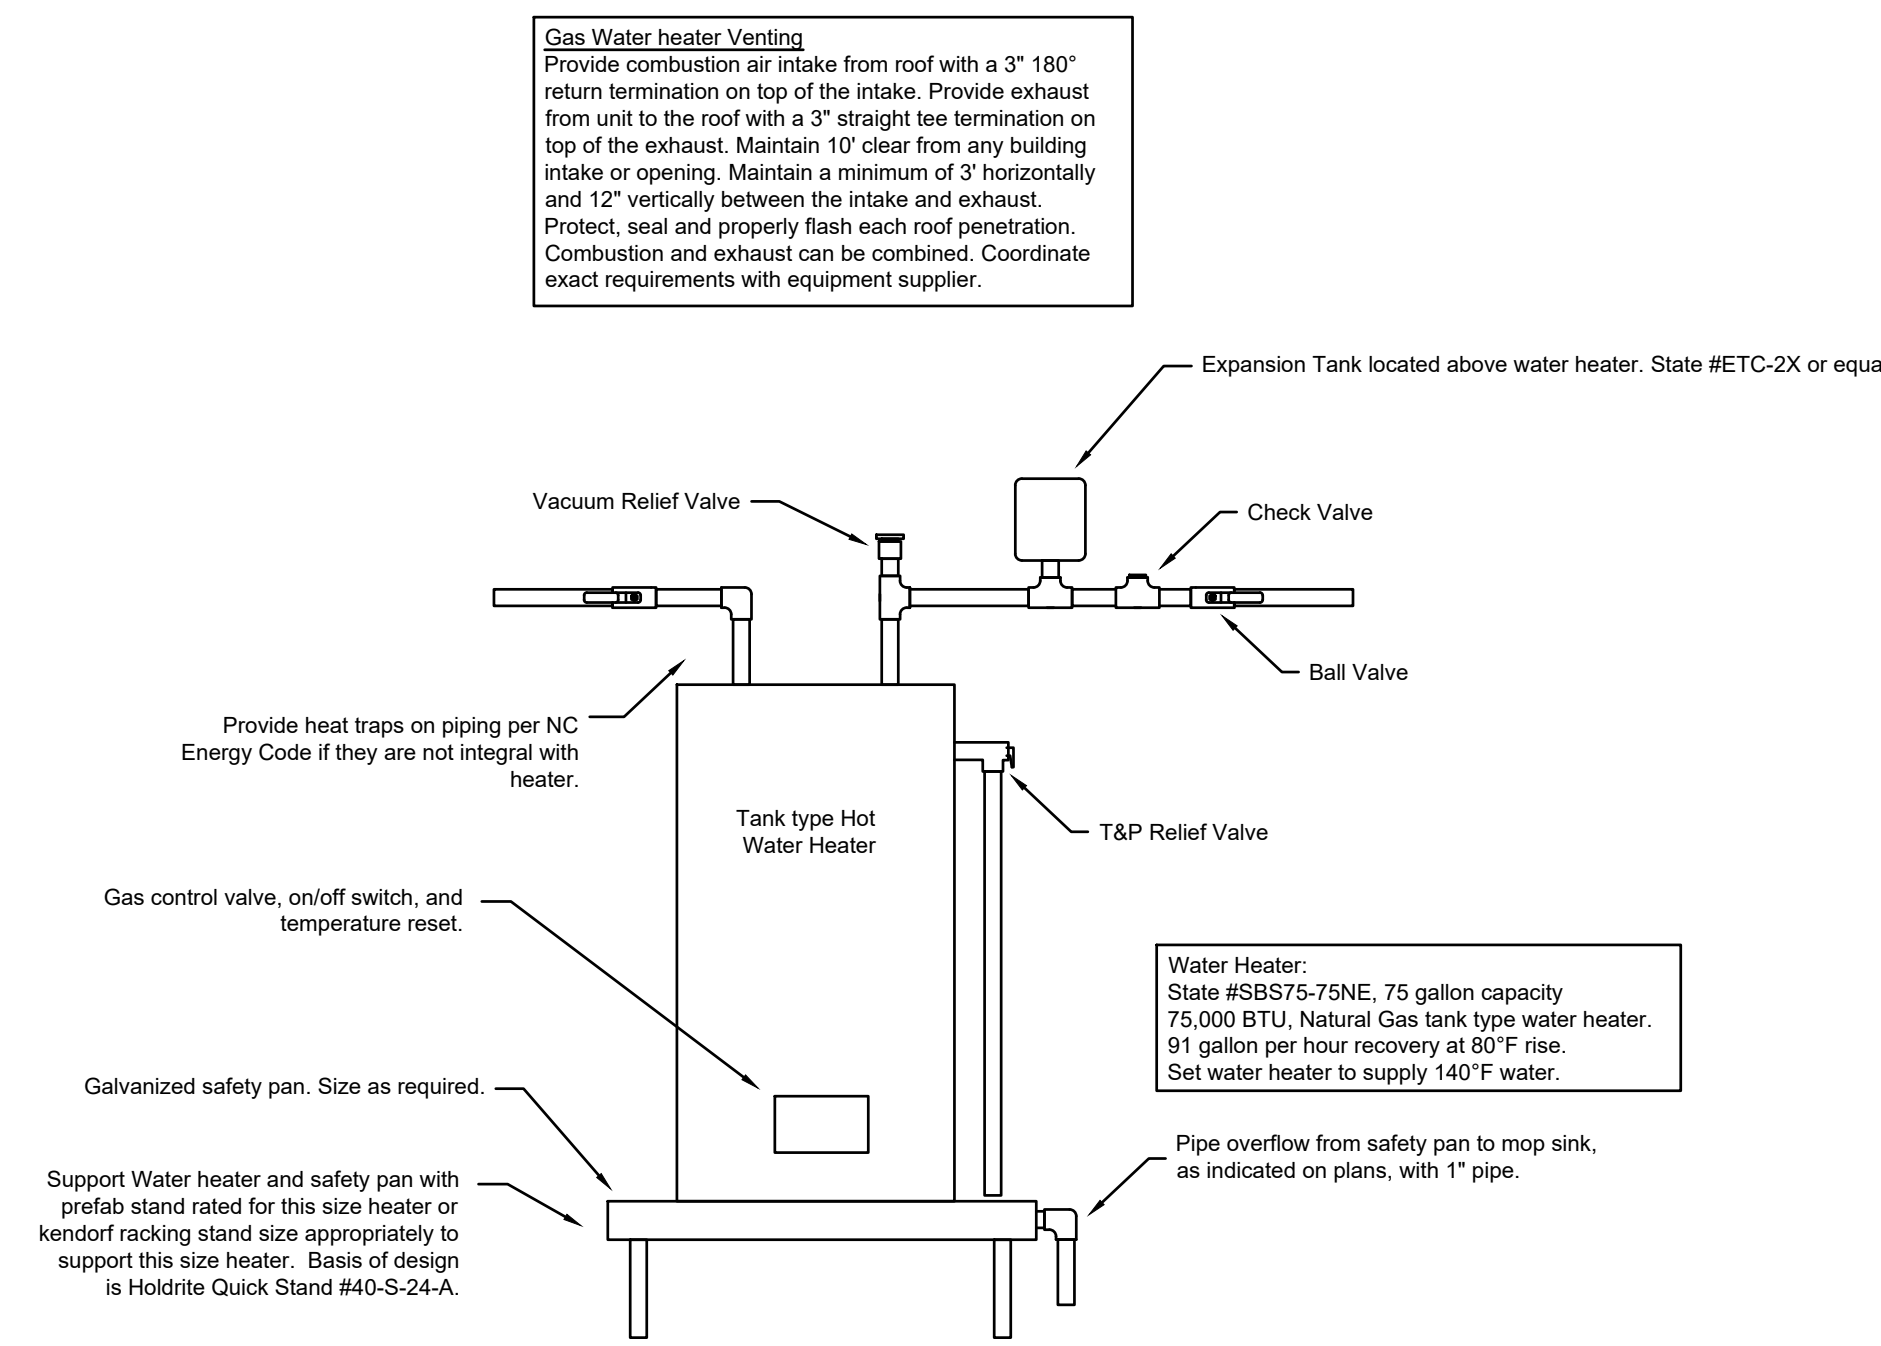 Gas Water heater Venting
Provide combustion air intake from roof with a 3" 180°
return termination on top of the intake. Provide exhaust
from unit to the roof with a 3" straight tee termination on
top of the exhaust. Maintain 10' clear from any building
intake or opening. Maintain a minimum of 3' horizontally
and 12" vertically between the intake and exhaust.
Protect, seal and properly flash each roof penetration.
Combustion and exhaust can be combined. Coordinate
exact requirements with equipment supplier.
Expansion Tank located above water heater. State #ETC-2X or equa
Vacuum Relief Valve
Check Valve
Ball Valve
Provide heat traps on piping per NC
Energy Code if they are not integral with
heater.
Tank type Hot
Water Heater
T&P Relief Valve
Gas control valve, on/off switch, and
temperature reset.
Water Heater:
State #SBS75-75NE, 75 gallon capacity
75,000 BTU, Natural Gas tank type water heater.
91 gallon per hour recovery at 80°F rise.
Set water heater to supply 140°F water.
Galvanized safety pan. Size as required.
Pipe overflow from safety pan to mop sink,
as indicated on plans, with 1" pipe.
Support Water heater and safety pan with
prefab stand rated for this size heater or
kendorf racking stand size appropriately to
support this size heater.  Basis of design
is Holdrite Quick Stand #40-S-24-A.